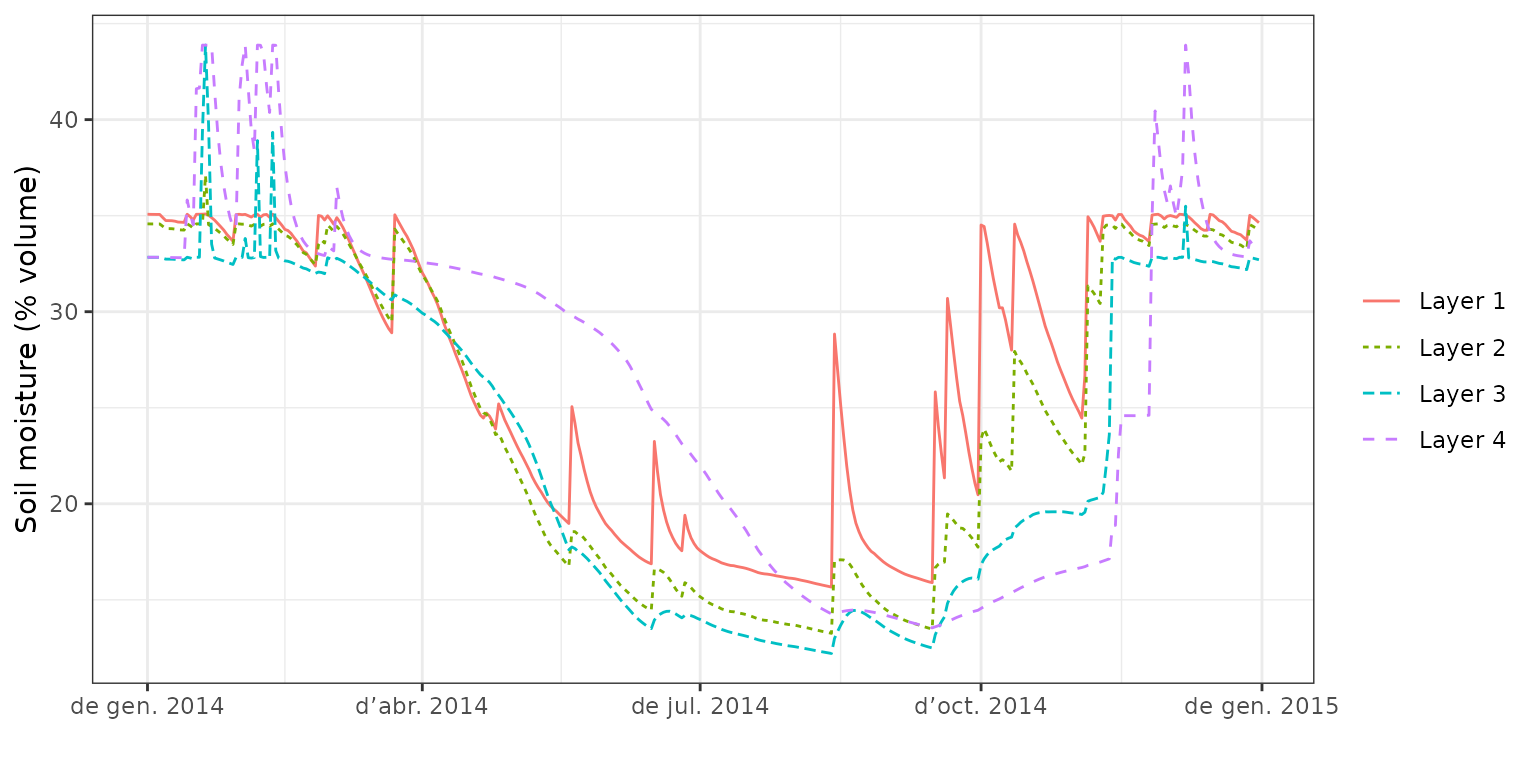 Soil moisture (% volume)
40
30
20
de gen. 2014
d’abr. 2014
de jul. 2014
d’oct. 2014
de gen. 2015
Layer 1
Layer 2
Layer 3
Layer 4